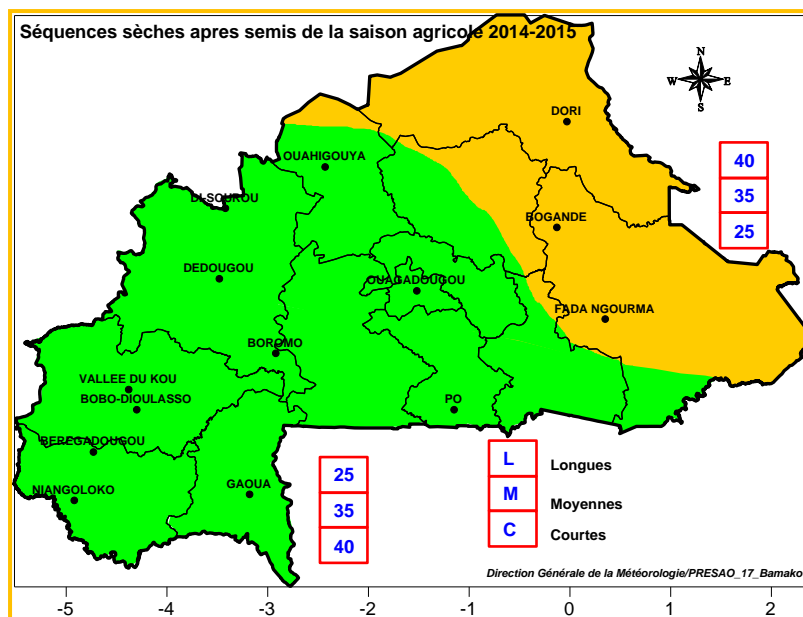 Séquences sèches apres semis de la saison agricole 2014-2015
N
W E
S
DORI
OUAHIGOUYA
40
35
25
DI-SOUROU
BOGANDE
DEDOUGOU
OUAGADOUGOU
FADA NGOURMA
BOROMO
VALLEE DU KOU
BOBO-DIOULASSO
PO
BEREGADOUGOU
NIANGOLOKO
GAOUA
25
35
40
L Longues
M Moyennes
C Courtes
Direction Générale de la Météorologie/PRESAO_17_Bamako
-5 -4 -3 -2 -1 0 1 2